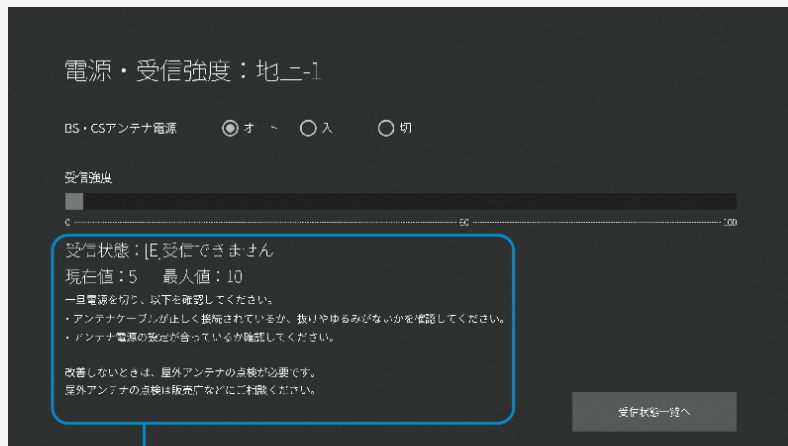 電源・受信強度：地上-1
BS・CSアンテナ電源 オート 入 切
受信強度
0 60 100
受信状態：[E]受信できません
現在値：5 最大値：10
一旦電源を切り、以下を確認してください。
・アンテナケーブルが正しく接続されているか、抜けやゆるみがないかを確認してください。
・アンテナ電源の設定が合っているか確認してください。
改善しないときは、屋外アンテナの点検が必要です。
屋外アンテナの点検は販売店などにご相談ください。
受信状態一覧へ